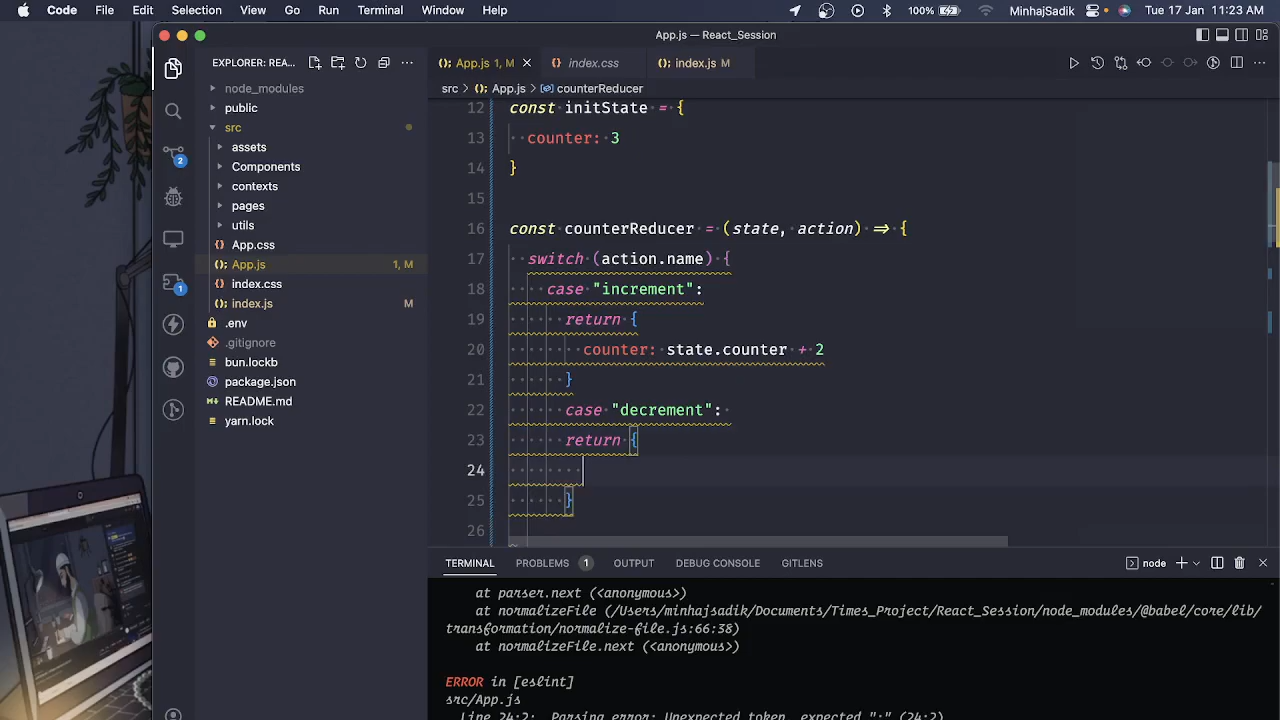 Code File Edit Selection View Go Run Terminal Window Help 100% MinhajSadik Tue 17 Jan 11:23 AM
App.js — React_Session
EXPLORER: REA... App.js 1, M index.css index.js M
node_modules
public
src
assets
Components
contexts
pages
utils
App.css
App.js 1, M
index.css
index.js M
.env
.gitignore
bun.lockb
package.json
README.md
yarn.lock
2
1
src › App.js › counterReducer
12 const initState = {
13 counter: 3
14 }
15
16 const counterReducer = (state, action) => {
17 switch (action.name) {
18 case "increment":
19 return {
20 counter: state.counter + 2
21 }
22 case "decrement":
23 return {
24
25 }
26
TERMINAL PROBLEMS 1 OUTPUT DEBUG CONSOLE GITLENS node
at parser.next (<anonymous>)
at normalizeFile (/Users/minhajsadik/Documents/Times_Project/React_Session/node_modules/@babel/core/lib/
transformation/normalize-file.js:66:38)
at normalizeFile.next (<anonymous>)
ERROR in [eslint]
src/App.js
Line 24:2: Parsing error: Unexpected token, expected ":" (24:2)